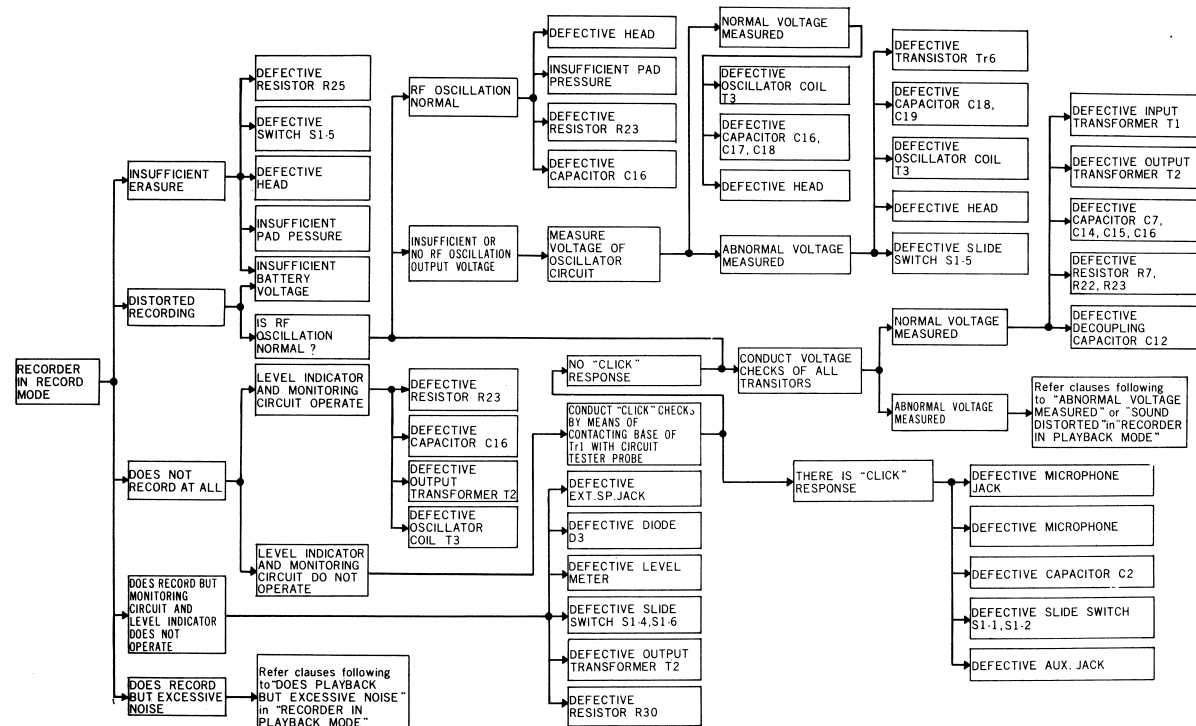 RECORDER
IN RECORD
MODE
INSUFFICIENT
ERASURE
DEFECTIVE
RESISTOR R25
DEFECTIVE
SWITCH S1·5
DEFECTIVE
HEAD
INSUFFICIENT
PAD PESSURE
INSUFFICIENT
BATTERY
VOLTAGE
DISTORTED
RECORDING
IS RF
OSCILLATION
NORMAL ?
RF OSCILLATION
NORMAL
DEFECTIVE HEAD
INSUFFICIENT PAD
PRESSURE
DEFECTIVE
RESISTOR R23
DEFECTIVE
CAPACITOR C16
INSUFFICIENT OR
NO RF OSCILLATION
OUTPUT VOLTAGE
MEASURE
VOLTAGE OF
OSCILLATOR
CIRCUIT
NORMAL VOLTAGE
MEASURED
DEFECTIVE
OSCILLATOR COIL
T3
DEFECTIVE
CAPACITOR C16,
C17, C18
DEFECTIVE HEAD
ABNORMAL VOLTAGE
MEASURED
DEFECTIVE
TRANSISTOR Tr6
DEFECTIVE
CAPACITOR C18,
C19
DEFECTIVE
OSCILLATOR COIL
T3
DEFECTIVE HEAD
DEFECTIVE SLIDE
SWITCH S1·5
DOES NOT
RECORD AT ALL
LEVEL INDICATOR
AND MONITORING
CIRCUIT OPERATE
DEFECTIVE
RESISTOR R23
DEFECTIVE
CAPACITOR C16
DEFECTIVE
OUTPUT
TRANSFORMER T2
DEFECTIVE
OSCILLATOR
COIL T3
LEVEL INDICATOR
AND MONITORING
CIRCUIT DO NOT
OPERATE
CONDUCT "CLICK" CHECKS
BY MEANS OF
CONTACTING BASE OF
Tr1 WITH CIRCUIT
TESTER PROBE
NO "CLICK"
RESPONSE
CONDUCT VOLTAGE
CHECKS OF ALL
TRANSITORS
NORMAL VOLTAGE
MEASURED
DEFECTIVE INPUT
TRANSFORMER T1
DEFECTIVE OUTPUT
TRANSFORMER T2
DEFECTIVE
CAPACITOR C7,
C14, C15, C16
DEFECTIVE
RESISTOR R7,
R22, R23
DEFECTIVE
DECOUPLING
CAPACITOR C12
ABNORMAL VOLTAGE
MEASURED
Refer clauses following
to "ABNORMAL VOLTAGE
MEASURED" or "SOUND
DISTORTED" in "RECORDER
IN PLAYBACK MODE"
THERE IS "CLICK"
RESPONSE
DEFECTIVE MICROPHONE
JACK
DEFECTIVE MICROPHONE
DEFECTIVE CAPACITOR C2
DEFECTIVE SLIDE SWITCH
S1·1, S1·2
DEFECTIVE AUX. JACK
DOES RECORD BUT
MONITORING
CIRCUIT AND
LEVEL INDICATOR
DOES NOT
OPERATE
DEFECTIVE
EXT.SP.JACK
DEFECTIVE DIODE
D3
DEFECTIVE LEVEL
METER
DEFECTIVE SLIDE
SWITCH S1·4,S1·6
DEFECTIVE OUTPUT
TRANSFORMER T2
DEFECTIVE
RESISTOR R30
DOES RECORD
BUT EXCESSIVE
NOISE
Refer clauses following
to "DOES PLAYBACK
BUT EXCESSIVE NOISE"
in "RECORDER IN
PLAYBACK MODE"